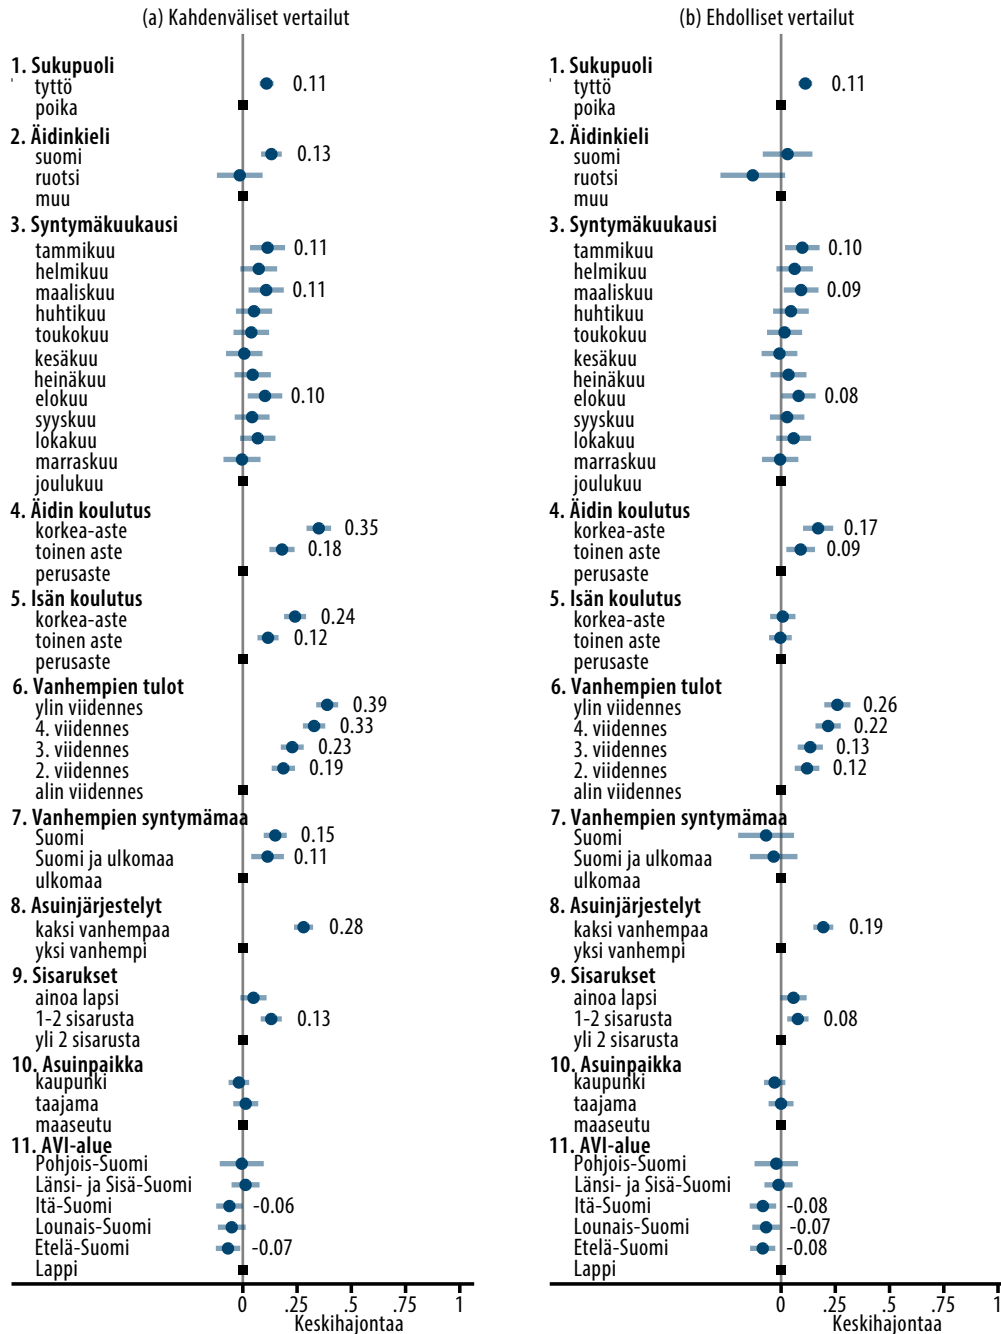 (a) Kahdenväliset vertailut
1. Sukupuoli
tyttö 0.11
poika
2. Äidinkieli
suomi 0.13
ruotsi
muu
3. Syntymäkuukausi
tammikuu 0.11
helmikuu
maaliskuu 0.11
huhtikuu
toukokuu
kesäkuu
heinäkuu
elokuu 0.10
syyskuu
lokakuu
marraskuu
joulukuu
4. Äidin koulutus
korkea-aste 0.35
toinen aste 0.18
perusaste
5. Isän koulutus
korkea-aste 0.24
toinen aste 0.12
perusaste
6. Vanhempien tulot
ylin viidennes 0.39
4. viidennes 0.33
3. viidennes 0.23
2. viidennes 0.19
alin viidennes
7. Vanhempien syntymämaa
Suomi 0.15
Suomi ja ulkomaa 0.11
ulkomaa
8. Asuinjärjestelyt
kaksi vanhempaa 0.28
yksi vanhempi
9. Sisarukset
ainoa lapsi
1-2 sisarusta 0.13
yli 2 sisarusta
10. Asuinpaikka
kaupunki
taajama
maaseutu
11. AVI-alue
Pohjois-Suomi
Länsi- ja Sisä-Suomi
Itä-Suomi -0.06
Lounais-Suomi
Etelä-Suomi -0.07
Lappi
0 .25 .5 .75 1
Keskihajontaa
(b) Ehdolliset vertailut
1. Sukupuoli
tyttö 0.11
poika
2. Äidinkieli
suomi
ruotsi
muu
3. Syntymäkuukausi
tammikuu 0.10
helmikuu
maaliskuu 0.09
huhtikuu
toukokuu
kesäkuu
heinäkuu
elokuu 0.08
syyskuu
lokakuu
marraskuu
joulukuu
4. Äidin koulutus
korkea-aste 0.17
toinen aste 0.09
perusaste
5. Isän koulutus
korkea-aste
toinen aste
perusaste
6. Vanhempien tulot
ylin viidennes 0.26
4. viidennes 0.22
3. viidennes 0.13
2. viidennes 0.12
alin viidennes
7. Vanhempien syntymämaa
Suomi
Suomi ja ulkomaa
ulkomaa
8. Asuinjärjestelyt
kaksi vanhempaa 0.19
yksi vanhempi
9. Sisarukset
ainoa lapsi
1-2 sisarusta 0.08
yli 2 sisarusta
10. Asuinpaikka
kaupunki
taajama
maaseutu
11. AVI-alue
Pohjois-Suomi
Länsi- ja Sisä-Suomi
Itä-Suomi -0.08
Lounais-Suomi -0.07
Etelä-Suomi -0.08
Lappi
0 .25 .5 .75 1
Keskihajontaa